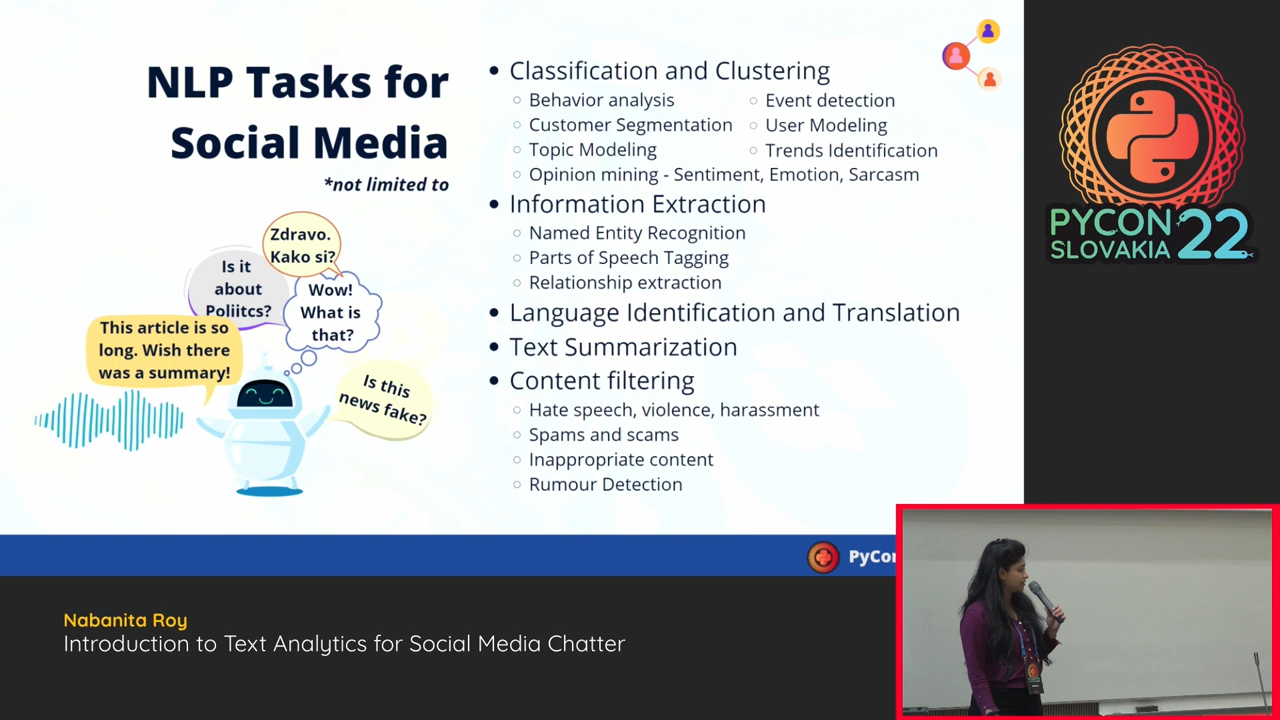 NLP Tasks for
Social Media
*not limited to
Zdravo.
Kako si?
Is it
about
Poliitcs?
Wow!
What is
that?
This article is so
long. Wish there
was a summary!
Is this
news fake?
Classification and Clustering
Behavior analysis
Event detection
Customer Segmentation
User Modeling
Topic Modeling
Trends Identification
Opinion mining - Sentiment, Emotion, Sarcasm
Information Extraction
Named Entity Recognition
Parts of Speech Tagging
Relationship extraction
Language Identification and Translation
Text Summarization
Content filtering
Hate speech, violence, harassment
Spams and scams
Inappropriate content
Rumour Detection
PYCON
SLOVAKIA
22
Nabanita Roy
Introduction to Text Analytics for Social Media Chatter